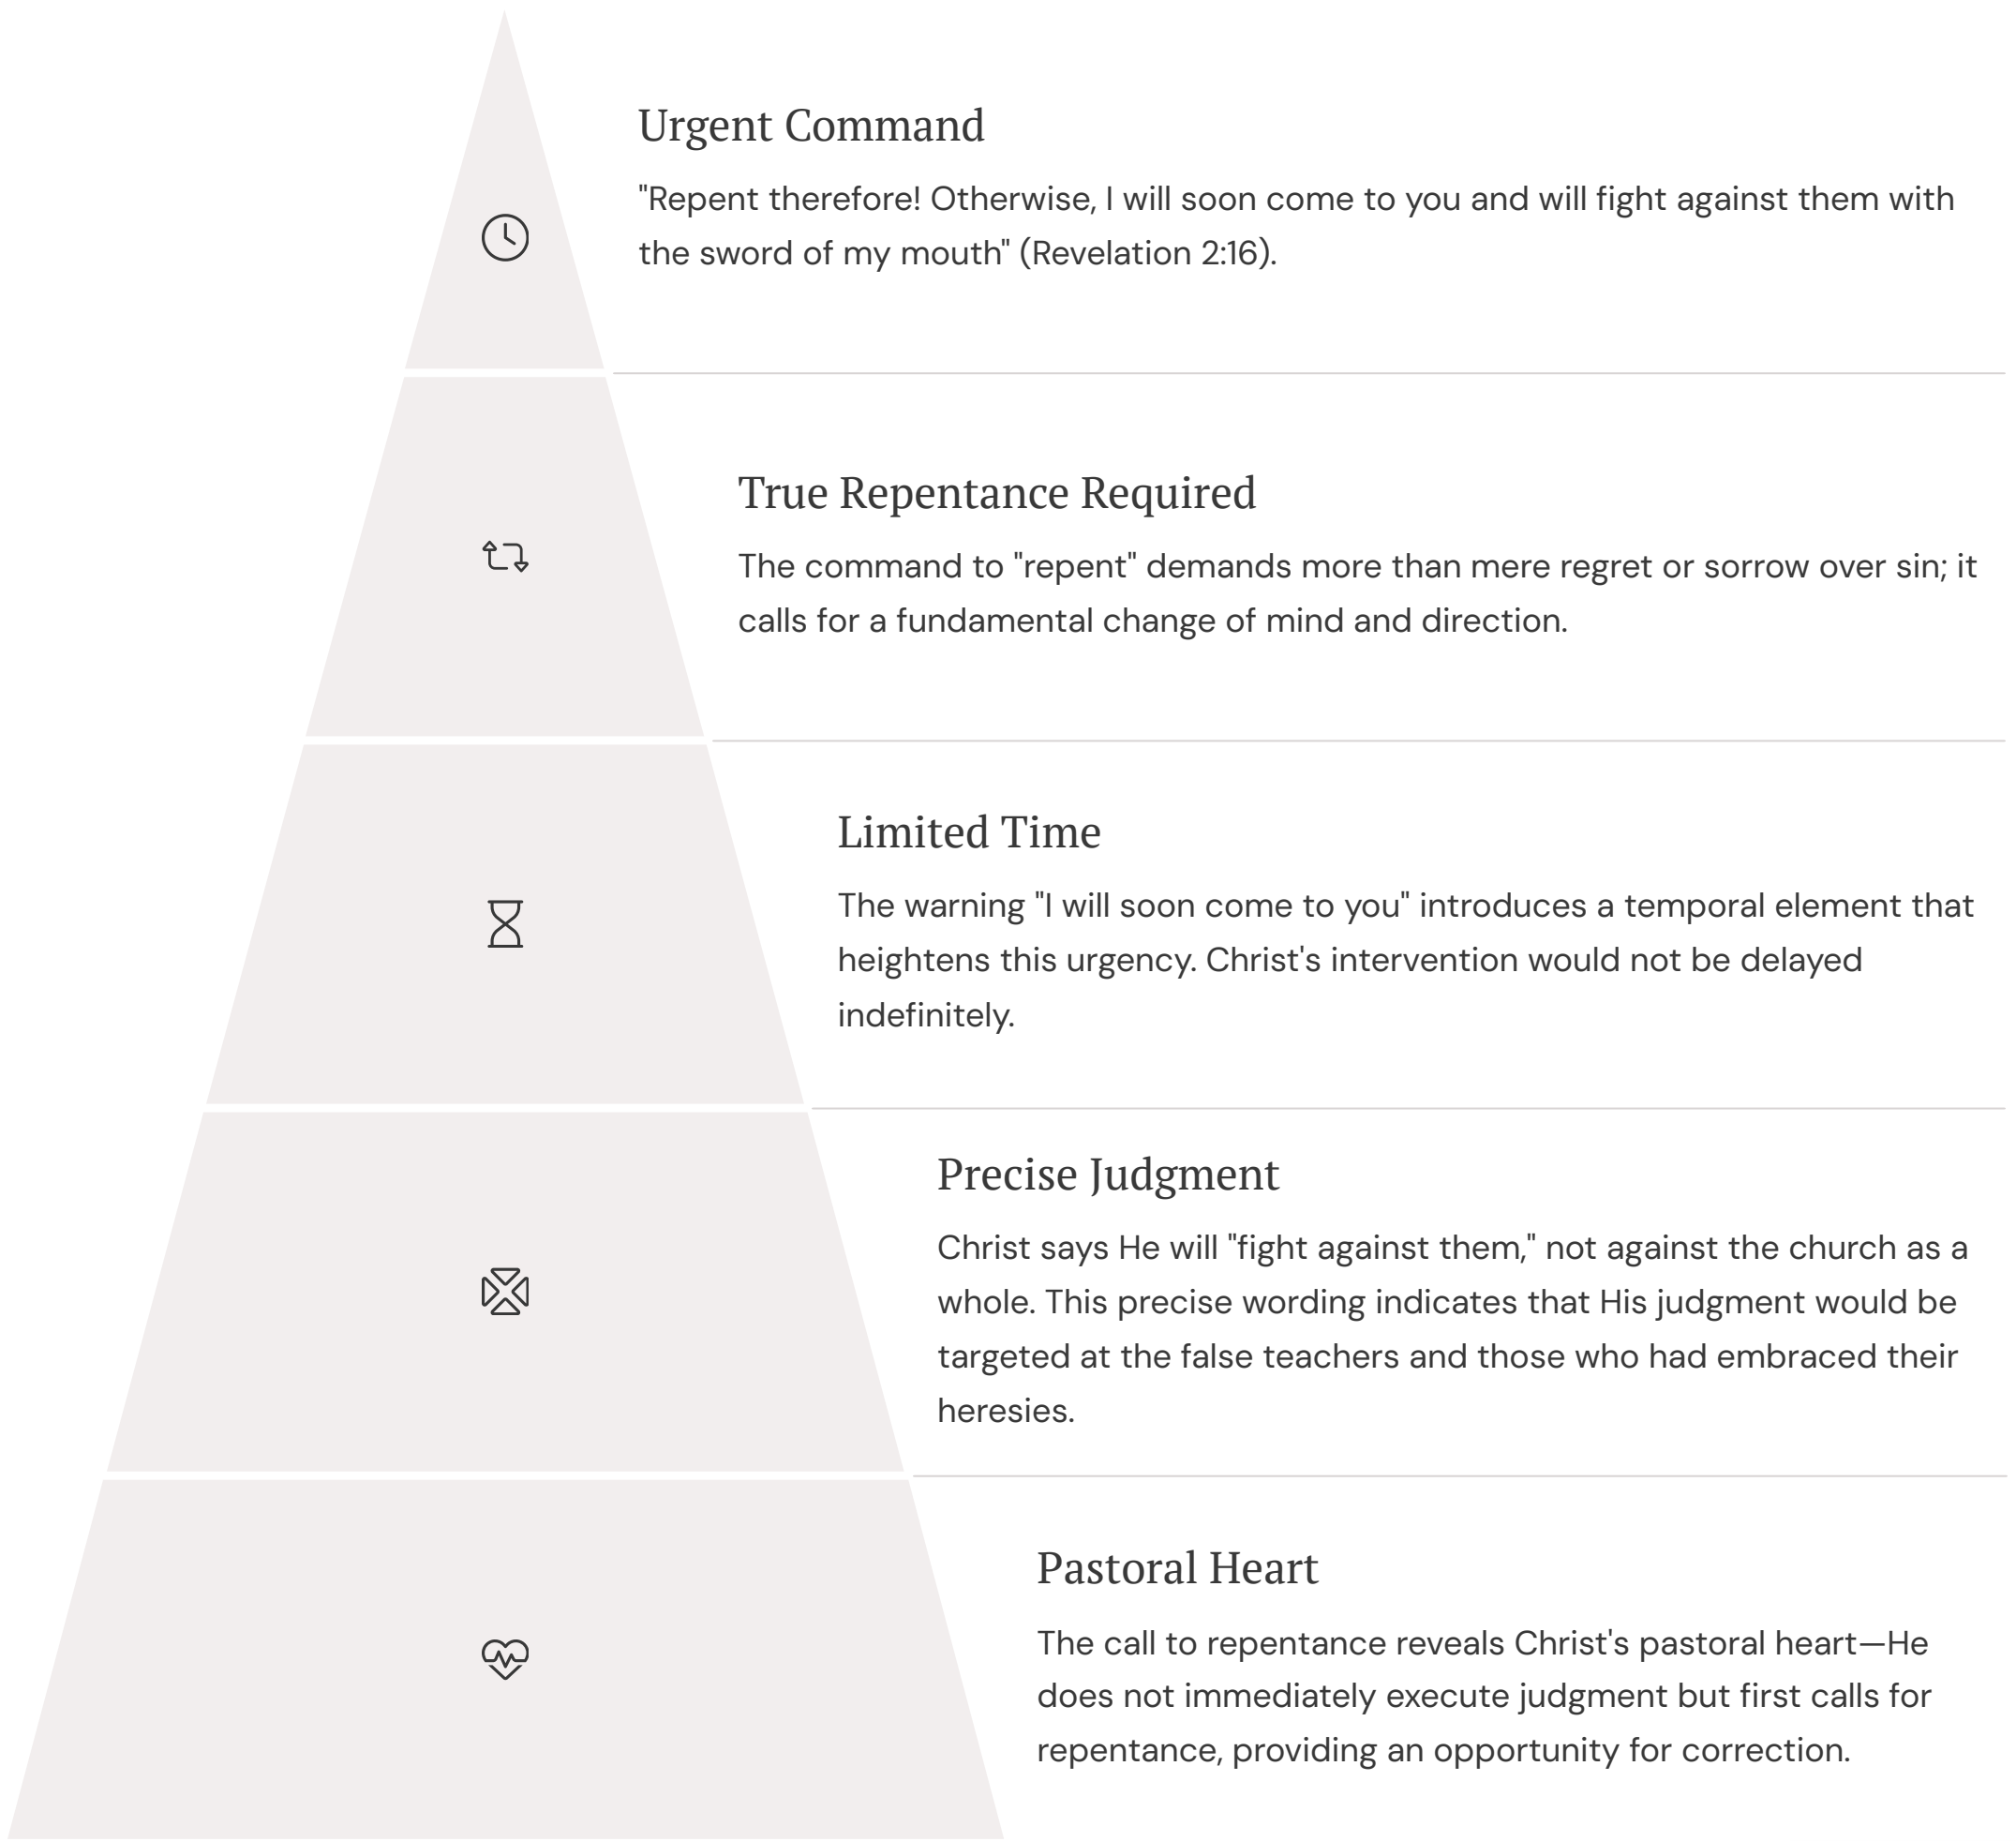 Urgent Command
"Repent therefore! Otherwise, I will soon come to you and will fight against them with
the sword of my mouth" (Revelation 2:16).
True Repentance Required
The command to "repent" demands more than mere regret or sorrow over sin; it
calls for a fundamental change of mind and direction.
Limited Time
The warning "I will soon come to you" introduces a temporal element that
heightens this urgency. Christ's intervention would not be delayed
indefinitely.
Precise Judgment
Christ says He will "fight against them," not against the church as a
whole. This precise wording indicates that His judgment would be
targeted at the false teachers and those who had embraced their
heresies.
Pastoral Heart
The call to repentance reveals Christ's pastoral heart—He
does not immediately execute judgment but first calls for
repentance, providing an opportunity for correction.